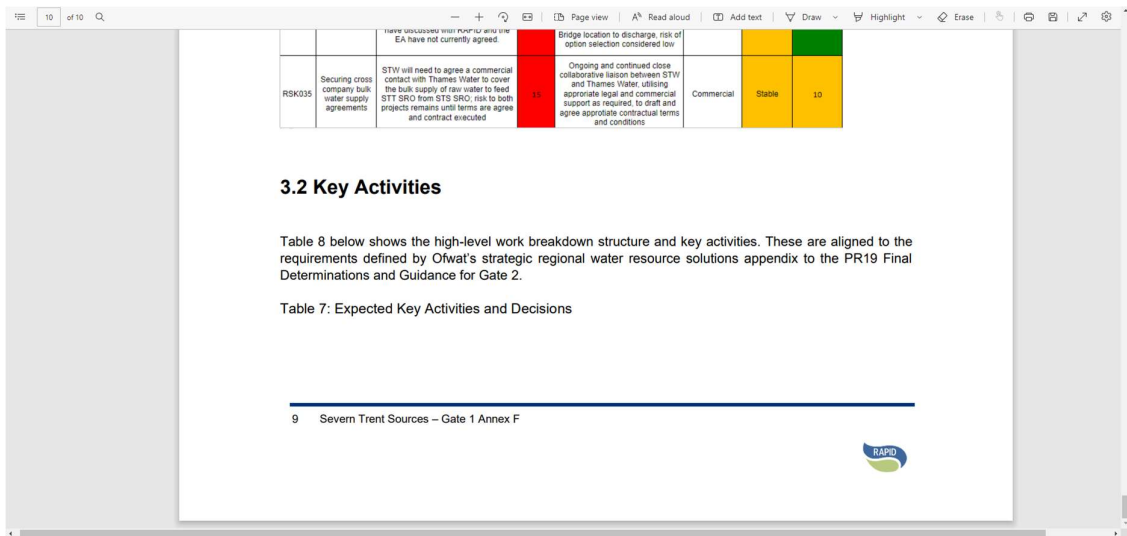 10 of 10
Page view
Read aloud
Add text
Draw
Highlight
Erase
have discussed with RAPID and the
EA have not currently agreed.
Bridge location to discharge, risk of
option selection considered low
RSK035
Securing cross
company bulk
water supply
agreements
STW will need to agree a commercial
contact with Thames Water to cover
the bulk supply of raw water to feed
STT SRO from STS SRO; risk to both
projects remains until terms are agree
and contract executed
15
Ongoing and continued close
collaborative liaison between STW
and Thames Water, utilising
approriate legal and commercial
support as required, to draft and
agree approtiate contractual terms
and conditions
Commercial
Stable
10
3.2 Key Activities
Table 8 below shows the high-level work breakdown structure and key activities. These are aligned to the
requirements defined by Ofwat's strategic regional water resource solutions appendix to the PR19 Final
Determinations and Guidance for Gate 2.
Table 7: Expected Key Activities and Decisions
9 Severn Trent Sources – Gate 1 Annex F
RAPID